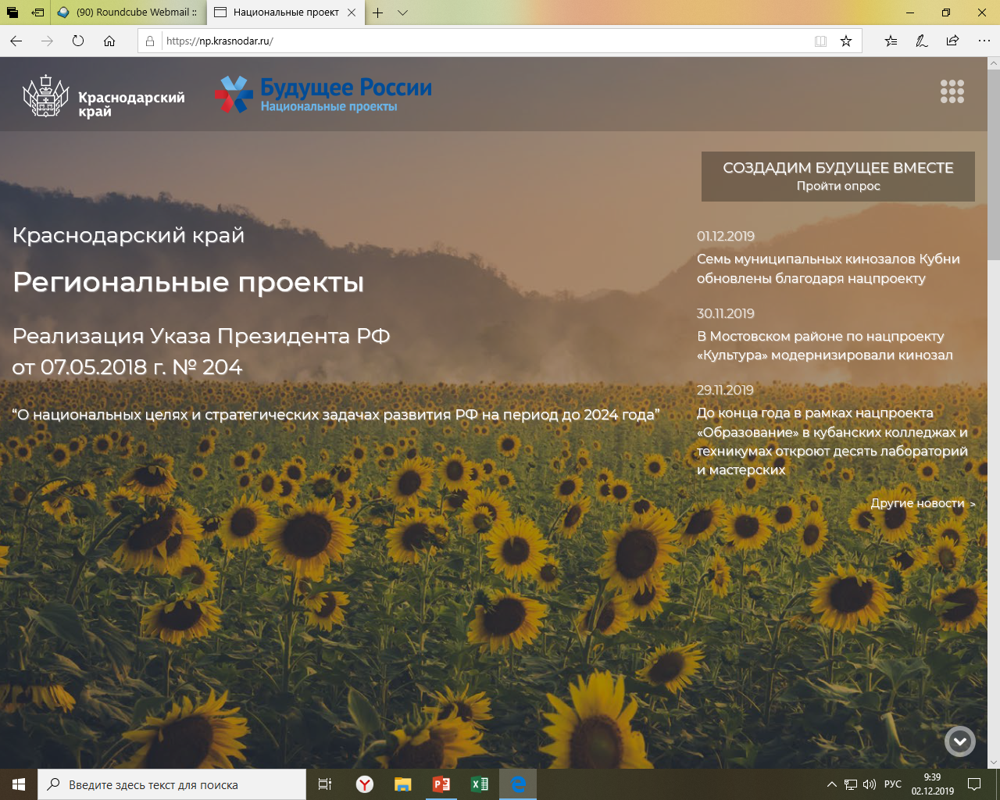 (90) Roundcube Webmail ::
Национальные проект
https://np.krasnodar.ru/
Краснодарский
край
Будущее России
Национальные проекты
СОЗДАДИМ БУДУЩЕЕ ВМЕСТЕ
Пройти опрос
Краснодарский край
Региональные проекты
Реализация Указа Президента РФ
от 07.05.2018 г. № 204
“О национальных целях и стратегических задачах развития РФ на период до 2024 года”
01.12.2019
Семь муниципальных кинозалов Кубни
обновлены благодаря нацпроекту
30.11.2019
В Мостовском районе по нацпроекту
«Культура» модернизировали кинозал
29.11.2019
До конца года в рамках нацпроекта
«Образование» в кубанских колледжах и
техникумах откроют десять лабораторий
и мастерских
Другие новости >
Введите здесь текст для поиска
РУС
9:39
02.12.2019